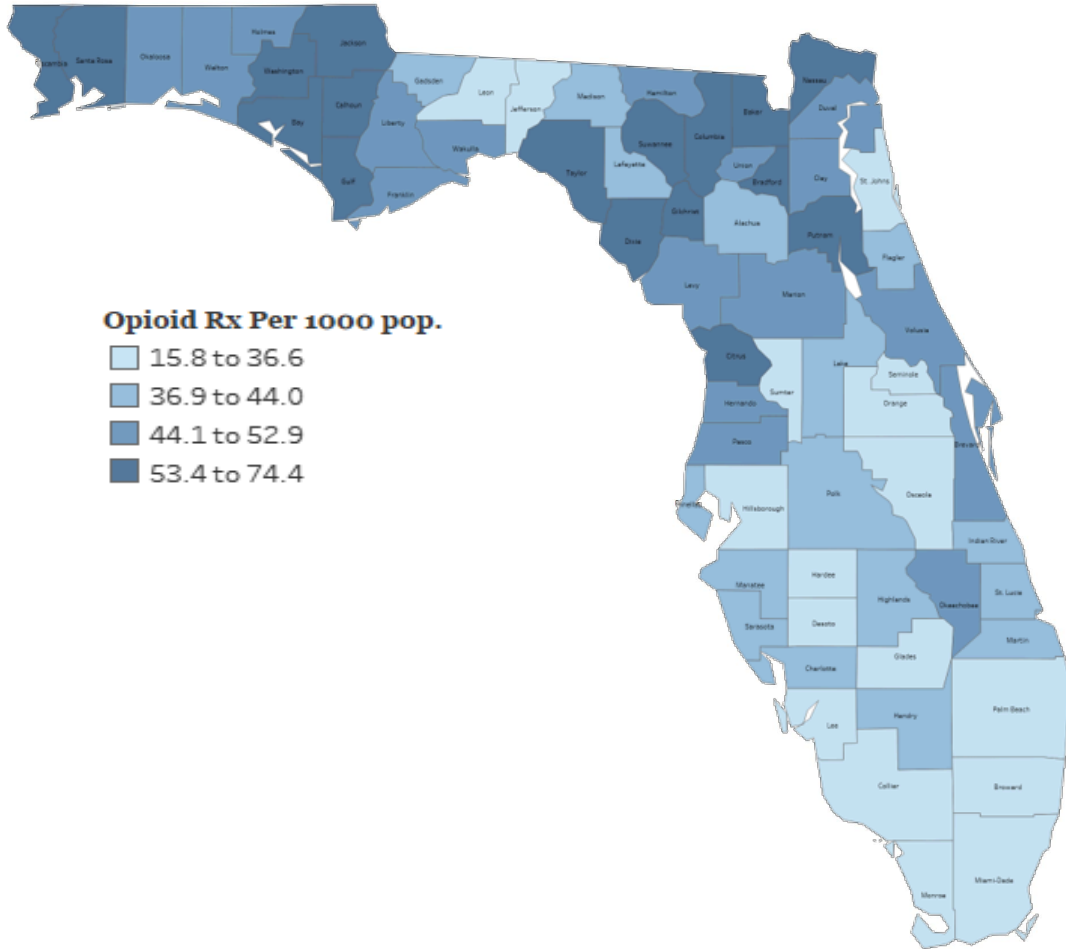 Holmes
Jackson
Escambia
Santa Rosa
Okaloosa
Walton
Washington
Gadsden
Leon
Jefferson
Madison
Hamilton
Nassau
Calhoun
Bay
Liberty
Wakulla
Columbia
Baker
Duval
Suwannee
Taylor
Lafayette
Union
Bradford
Clay
St. Johns
Gulf
Franklin
Gilchrist
Alachua
Putnam
Dixie
Flagler
Levy
Marion
Volusia
Opioid Rx Per 1000 pop.
15.8 to 36.6
36.9 to 44.0
44.1 to 52.9
53.4 to 74.4
Citrus
Lake
Seminole
Sumter
Hernando
Orange
Pasco
Brevard
Polk
Osceola
Pinellas
Hillsborough
Indian River
Hardee
Manatee
Highlands
Okeechobee
St. Lucie
Desoto
Sarasota
Martin
Glades
Charlotte
Palm Beach
Hendry
Lee
Collier
Broward
Miami-Dade
Monroe